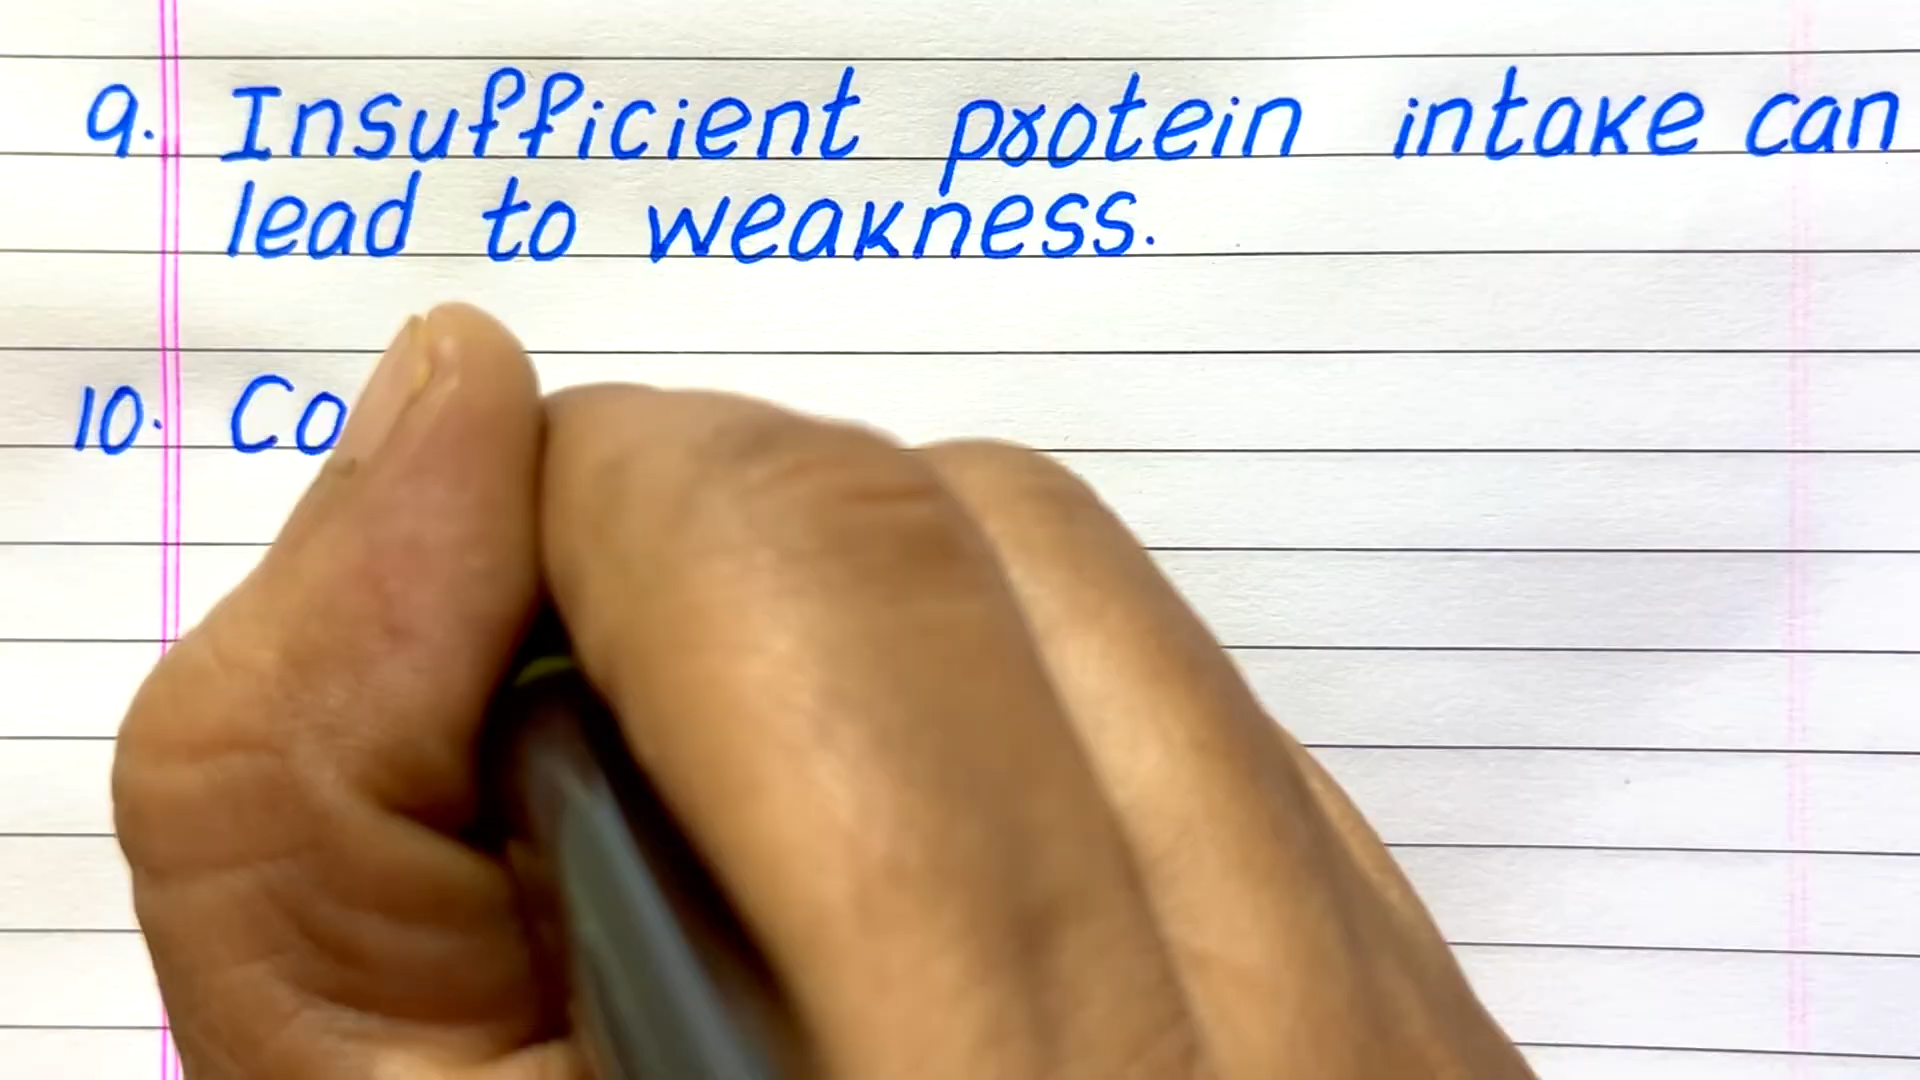 9. Insufficient protein intake can
lead to weakness.
10. Co